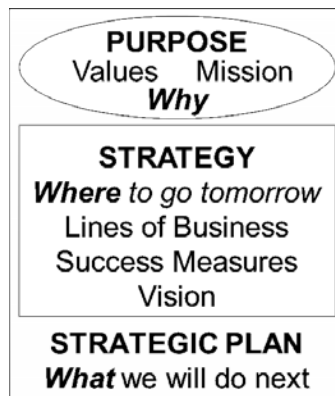 PURPOSE
Values Mission
Why
STRATEGY
Where to go tomorrow
Lines of Business
Success Measures
Vision
STRATEGIC PLAN
What we will do next